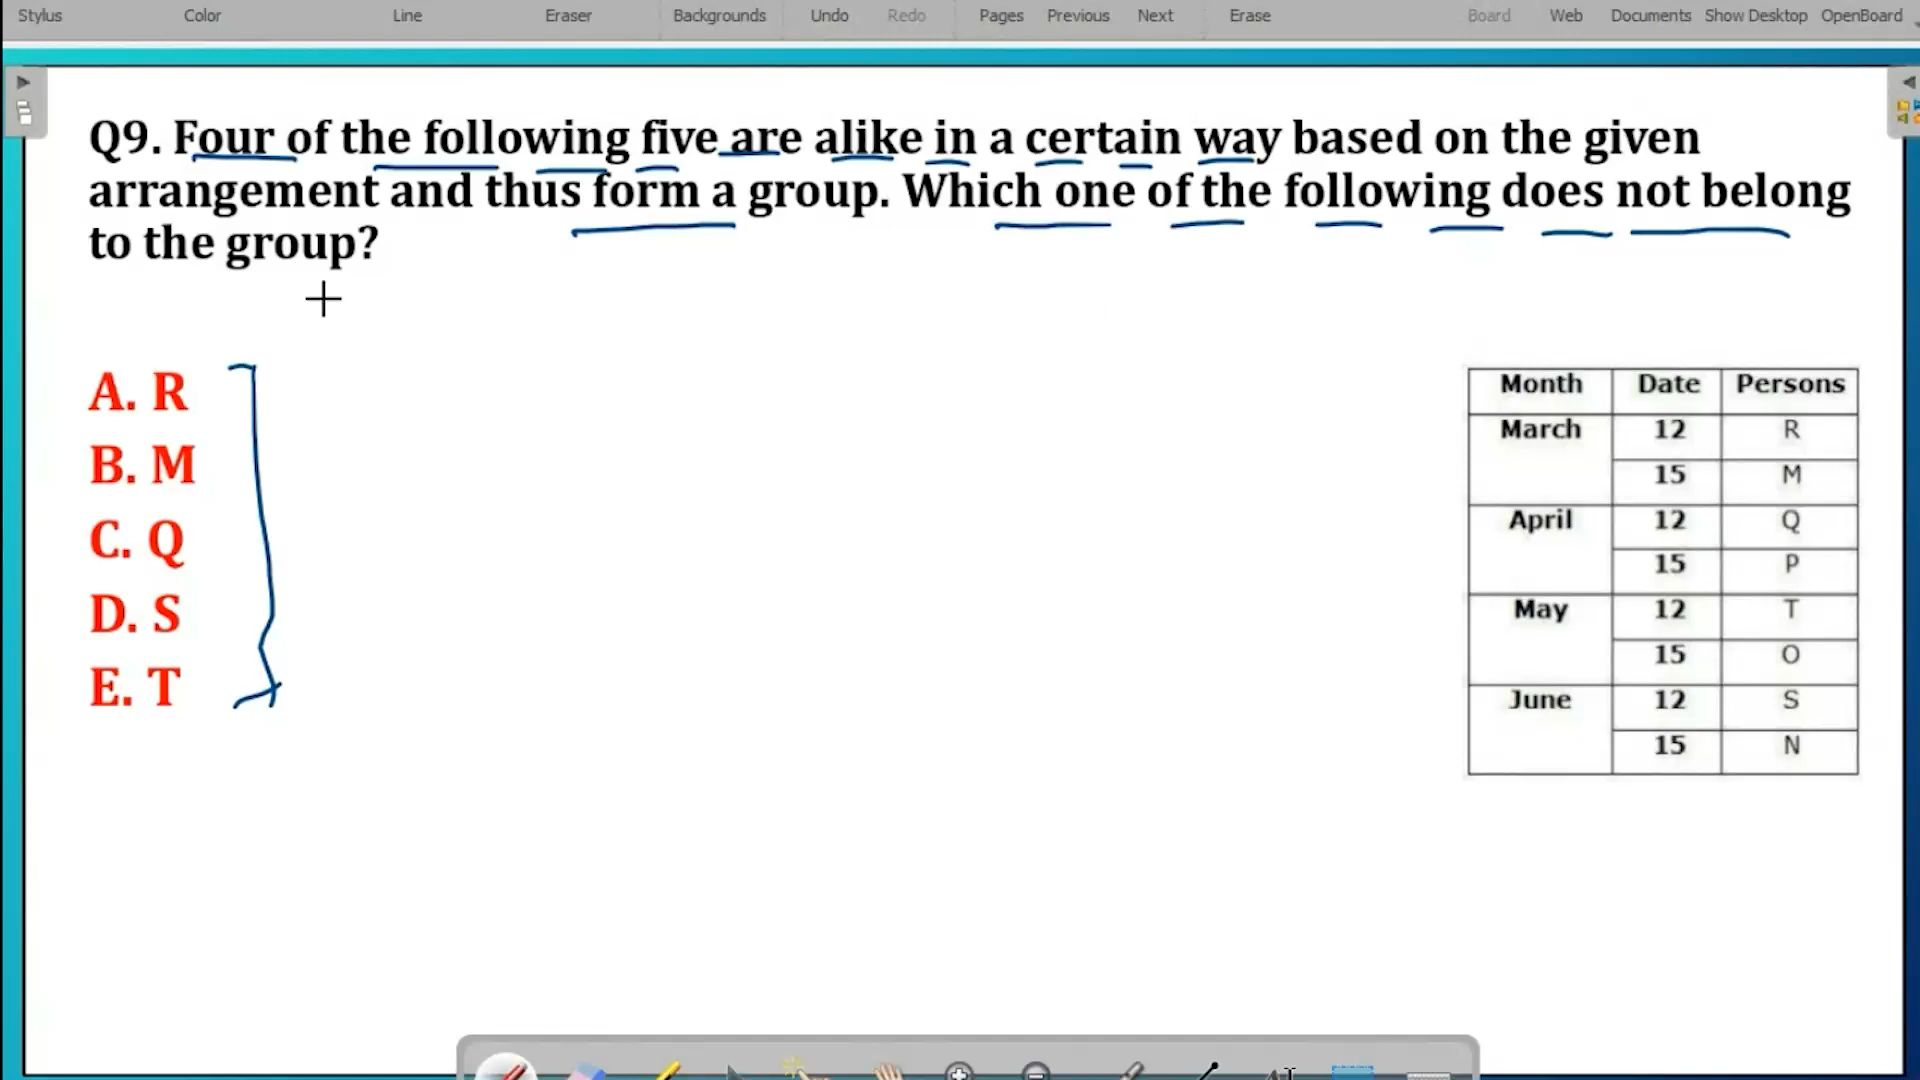 Stylus Color Line Eraser Backgrounds Undo Redo Pages Previous Next Erase Board Web Documents Show Desktop OpenBoard
Q9. Four of the following five are alike in a certain way based on the given
arrangement and thus form a group. Which one of the following does not belong
to the group?
A. R
B. M
C. Q
D. S
E. T
Month Date Persons
March 12 R
15 M
April 12 Q
15 P
May 12 T
15 O
June 12 S
15 N